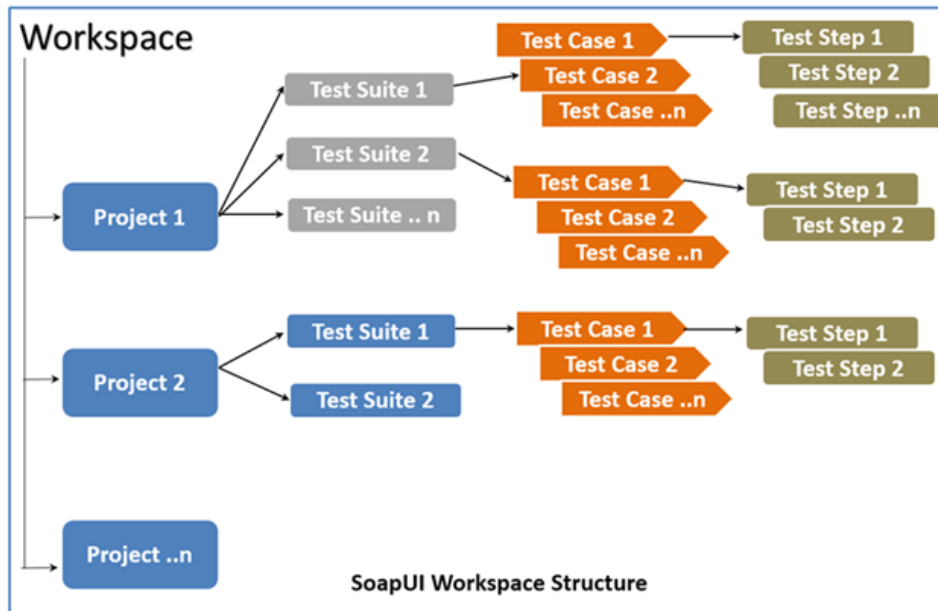 Workspace
Test Case 1
Test Step 1
Test Case 2
Test Step 2
Test Suite 1
Test Case ..n
Test Step ..n
Test Suite 2
Test Case 1
Test Step 1
Project 1
Test Suite .. n
Test Case 2
Test Step 2
Test Case ..n
Test Suite 1
Test Case 1
Test Step 1
Project 2
Test Case 2
Test Step 2
Test Suite 2
Test Case ..n
Project ..n
SoapUI Workspace Structure